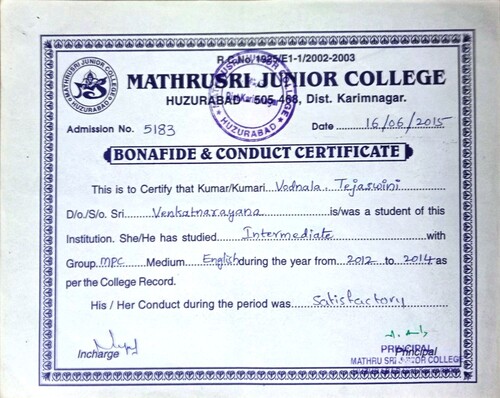 R.C.No.1985/E1-1/2002-2003
MATHRUSRI JUNIOR COLLEGE
HUZURABAD - 505 468, Dist. Karimnagar.
MATHRUSRI JUNIOR COLLEGE
HUZURABAD
Admission No. 5183 Date 16/06/2015
BONAFIDE & CONDUCT CERTIFICATE
This is to Certify that Kumar/Kumari Vodnala. Tejaswini
D/o./S/o. Sri Venkatnarayana is/was a student of this
Institution. She/He has studied Intermediate with
Group MPC Medium English during the year from 2012 to 2014 as
per the College Record.
His / Her Conduct during the period was Satisfactory
Incharge
Principal
PRINCIPAL
MATHRU SRI JUNIOR COLLEGE